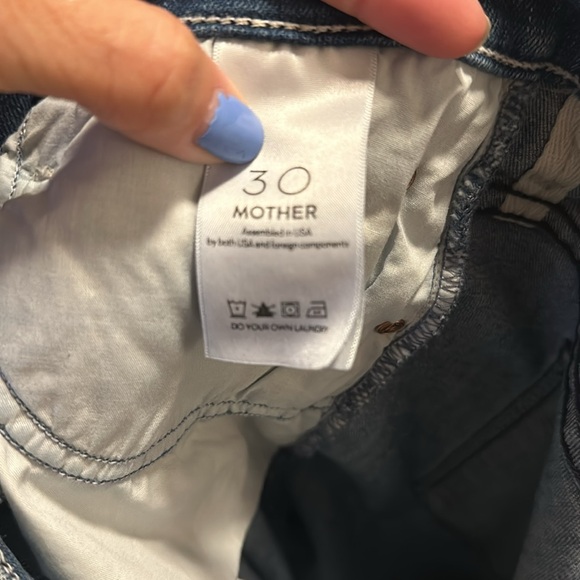 30
MOTHER
Assembled in USA
by both USA and foreign components
DO YOUR OWN LAUNDRY